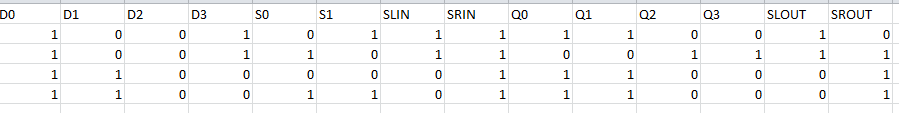 D0 D1 D2 D3 S0 S1 SLIN SRIN Q0 Q1 Q2 Q3 SLOUT SROUT
1 0 0 1 0 1 1 1 1 1 0 0 1 0
1 0 0 1 1 0 1 1 0 0 1 1 1 1
1 1 0 0 0 0 0 1 1 1 0 0 0 1
1 1 0 0 1 1 0 1 1 1 0 0 0 1